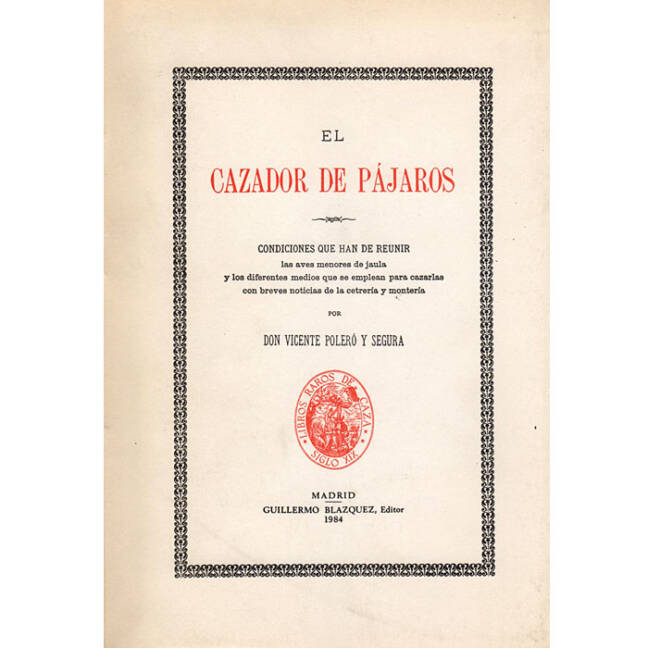 EL
CAZADOR DE PÁJAROS
CONDICIONES QUE HAN DE REUNIR
las aves menores de jaula
y los diferentes medios que se emplean para cazarlas
con breves noticias de la cetrería y montería
POR
DON VICENTE POLERÓ Y SEGURA
LIBROS RAROS DE CAZA
SIGLO XIX
MADRID
GUILLERMO BLAZQUEZ, Editor
1984